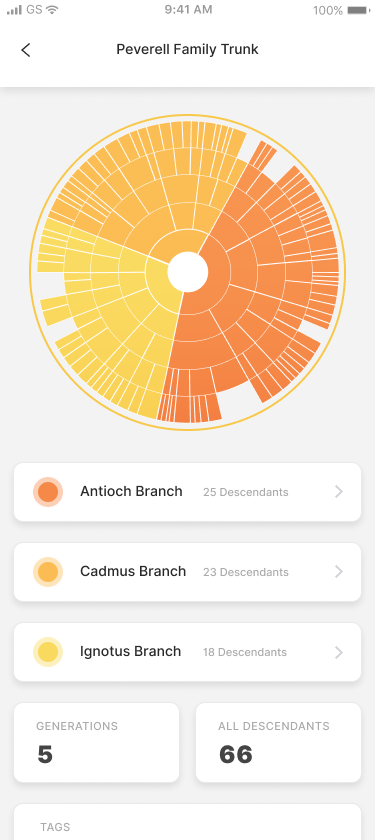 GS 9:41 AM 100%
Peverell Family Trunk
Antioch Branch 25 Descendants
Cadmus Branch 23 Descendants
Ignotus Branch 18 Descendants
GENERATIONS ALL DESCENDANTS
5 66
TAGS